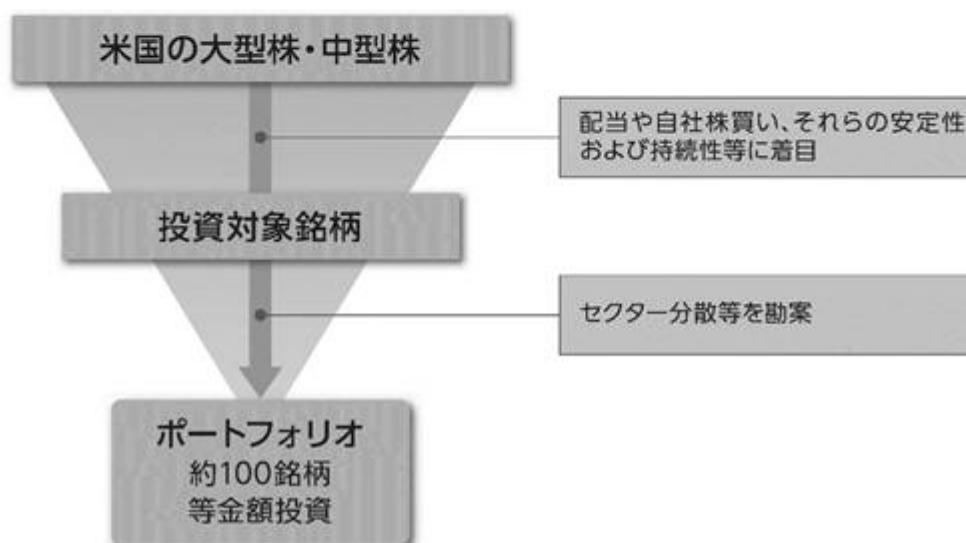 米国の大型株・中型株
配当や自社株買い、それらの安定性
および持続性等に着目
投資対象銘柄
セクター分散等を勘案
ポートフォリオ
約100銘柄
等金額投資